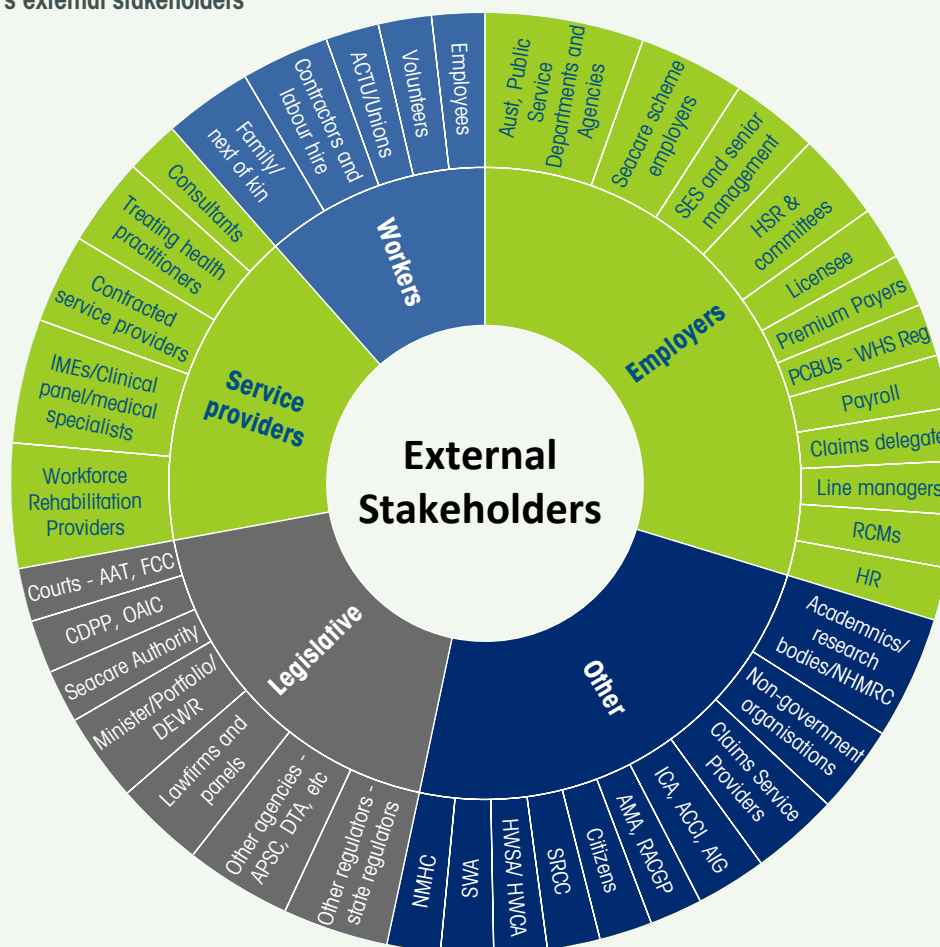 's external stakeholders
External
Stakeholders
Employers
Aust, Public
Service
Departments and
Agencies
Seacare scheme
employers
SES and senior
management
HSR &
committees
Licensee
Premium Payers
PCBUs - WHS Reg
Payroll
Claims delegate
Line managers
RCMs
HR
Other
Academnics/
research
bodies/NHMRC
Non-government
organisations
Claims Service
Providers
ICA, ACCI, AIG
AMA, RACGP
Citizens
SRCC
HWSA/ HWCA
SWA
NMHC
Legislative
Other regulators -
state regulators
Other agencies -
APSC, DTA, etc
Lawfirms and
panels
Minister/Portfolio/
DEWR
Seacare Authority
CDPP, OAIC
Courts - AAT, FCC
Service
providers
Workforce
Rehabilitation
Providers
IMEs/Clinical
panel/medical
specialists
Contracted
service providers
Treating health
practitioners
Consultants
Workers
Family/
next of kin
Contractors and
labour hire
ACTU/Unions
Volunteers
Employees